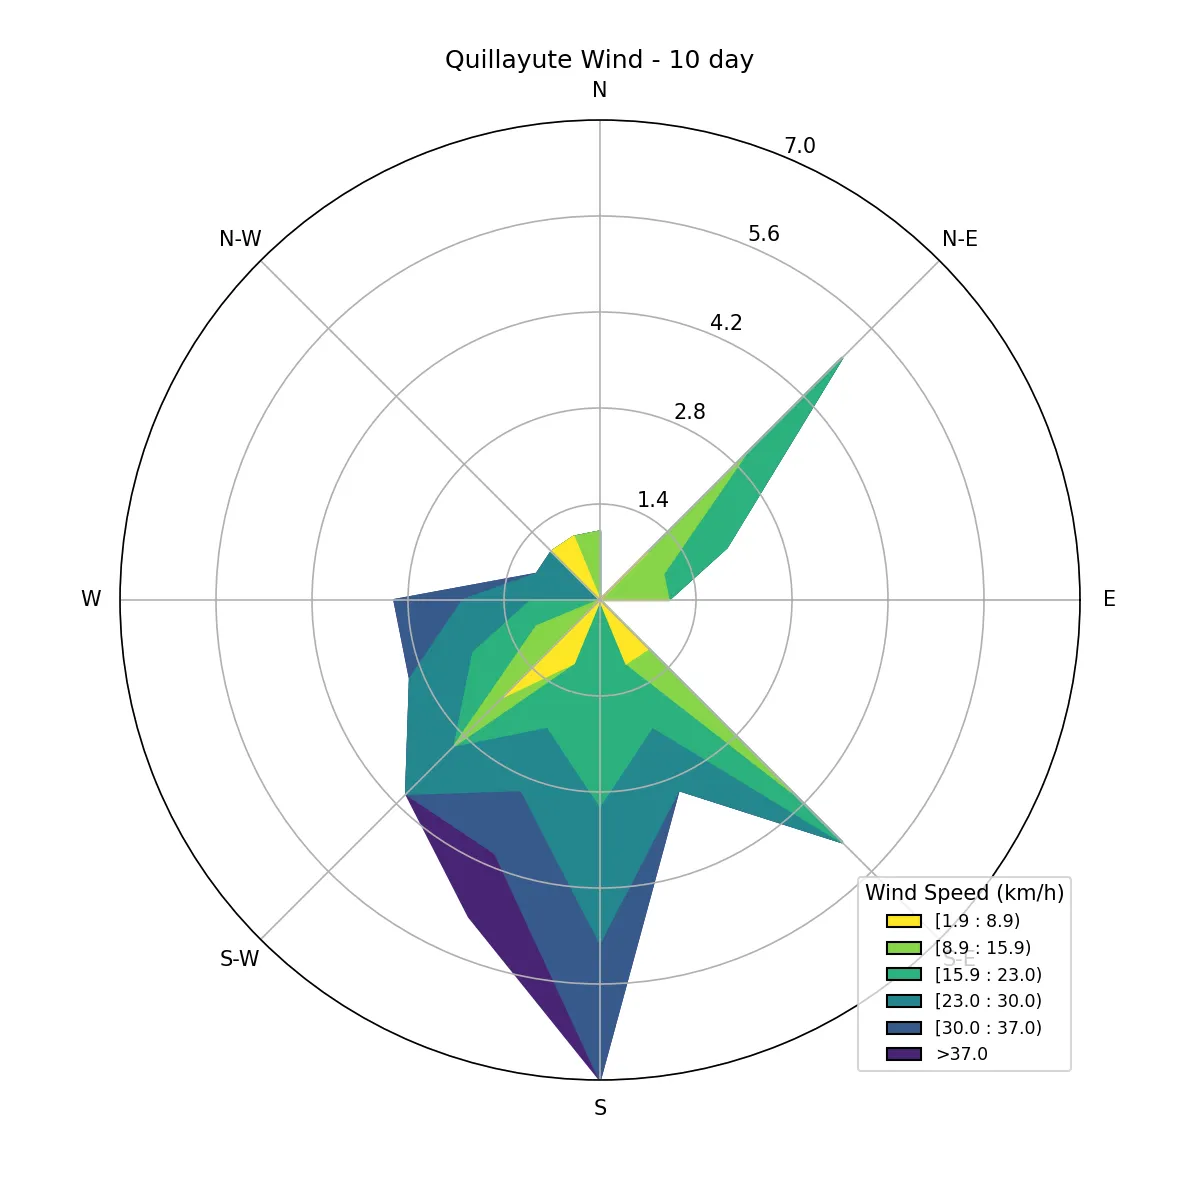 Quillayute Wind - 10 day
N
7.0
N-W
5.6
N-E
4.2
2.8
1.4
W
E
S-W
S-E
Wind Speed (km/h)
[1.9 : 8.9)
[8.9 : 15.9)
[15.9 : 23.0)
[23.0 : 30.0)
[30.0 : 37.0)
>37.0
S